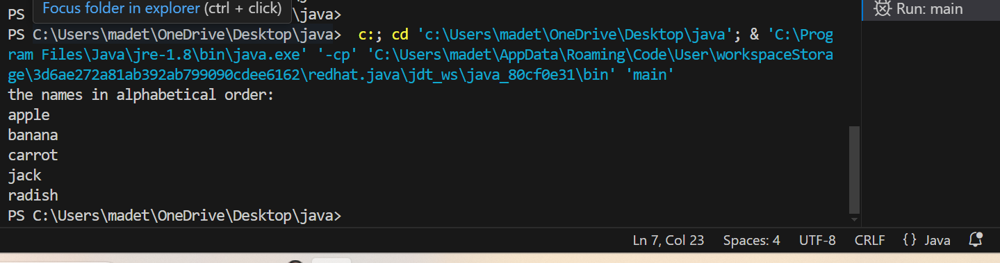 PS
Focus folder in explorer (ctrl + click)
\java>
Run: main
PS C:\Users\madet\OneDrive\Desktop\java>  c:; cd 'c:\Users\madet\OneDrive\Desktop\java'; & 'C:\Prog
ram Files\Java\jre-1.8\bin\java.exe' '-cp' 'C:\Users\madet\AppData\Roaming\Code\User\workspaceStora
ge\3d6ae272a81ab392ab799090cdee6162\redhat.java\jdt_ws\java_80cf0e31\bin' 'main'
the names in alphabetical order:
apple
banana
carrot
jack
radish
PS C:\Users\madet\OneDrive\Desktop\java>
Ln 7, Col 23 Spaces: 4 UTF-8 CRLF {} Java